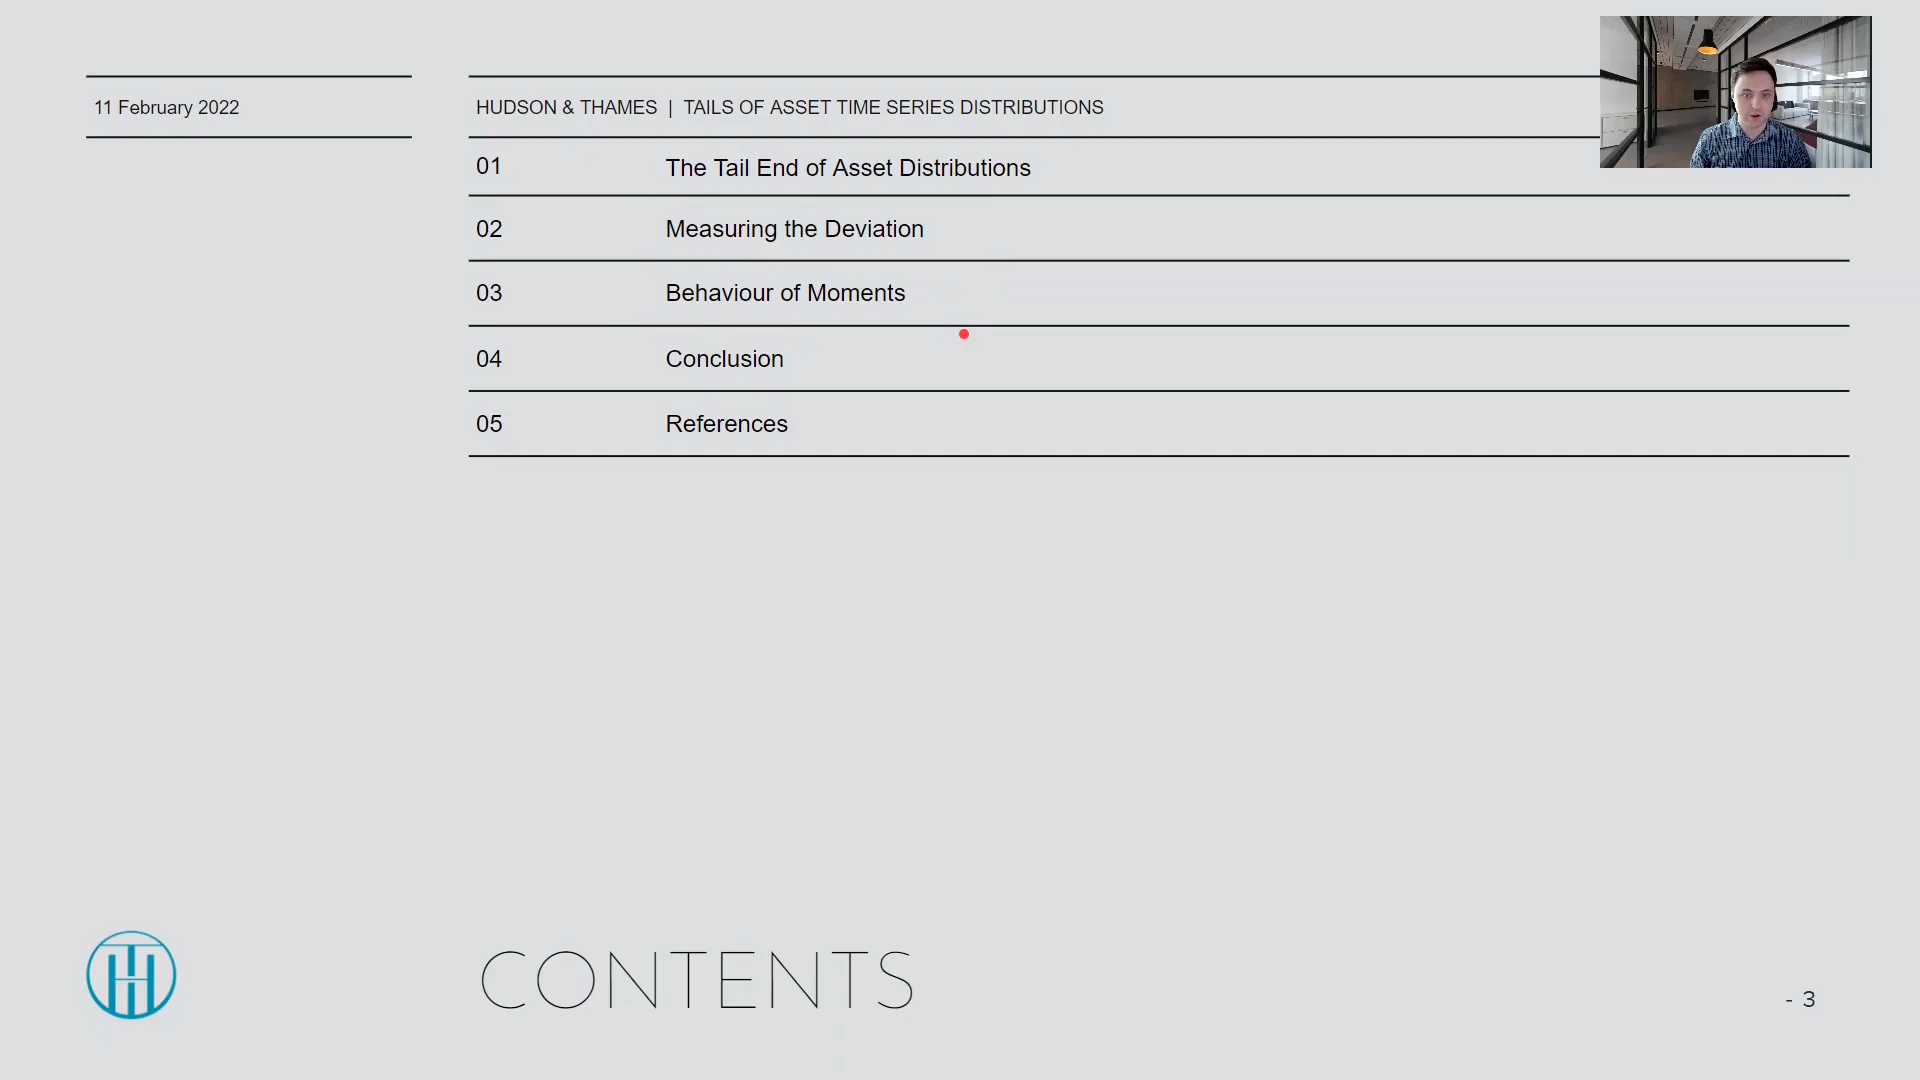 11 February 2022
HUDSON & THAMES | TAILS OF ASSET TIME SERIES DISTRIBUTIONS
01 The Tail End of Asset Distributions
02 Measuring the Deviation
03 Behaviour of Moments
04 Conclusion
05 References
CONTENTS
- 3